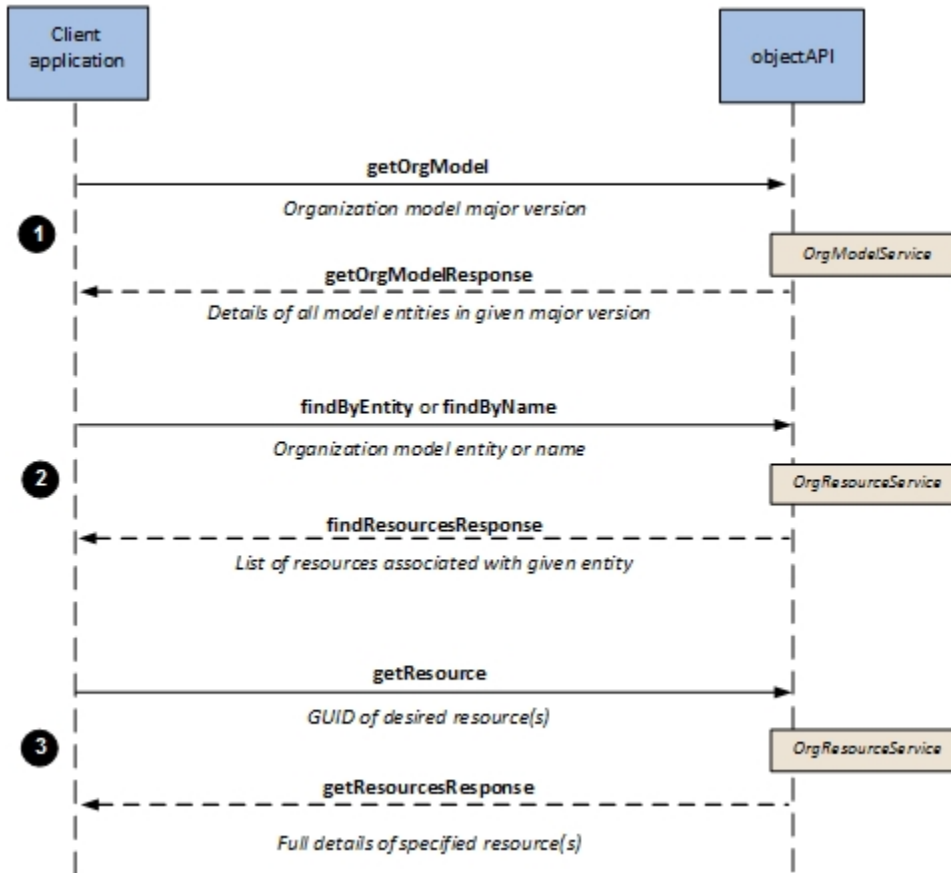 Client
application
objectAPI
getOrgModel
Organization model major version
1
OrgModelService
getOrgModelResponse
Details of all model entities in given major version
findByEntity or findByName
Organization model entity or name
2
OrgResourceService
findResourcesResponse
List of resources associated with given entity
getResource
GUID of desired resource(s)
3
OrgResourceService
getResourcesResponse
Full details of specified resource(s)